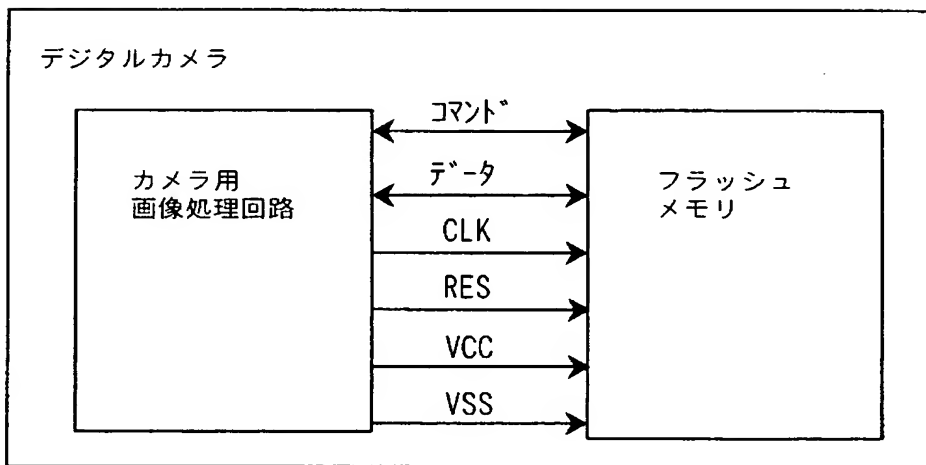 デジタルカメラ
カメラ用
画像処理回路
コマンド
データ
CLK
RES
VCC
VSS
フラッシュ
メモリ